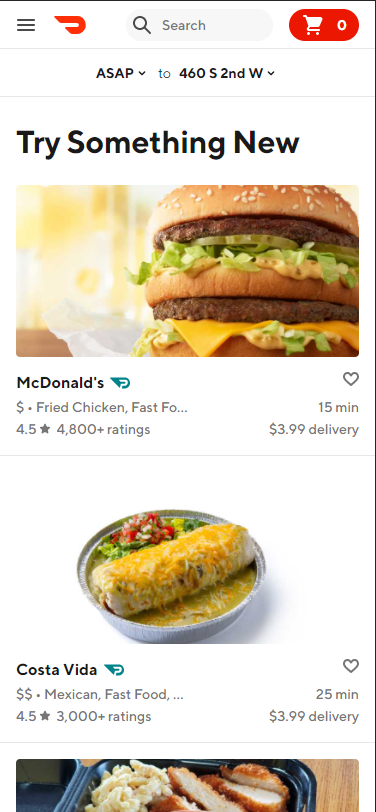 Search
0
ASAP to 460 S 2nd W
Try Something New
McDonald's
$ • Fried Chicken, Fast Fo... 15 min
4.5 ★ 4,800+ ratings $3.99 delivery
Costa Vida
$$ • Mexican, Fast Food, ... 25 min
4.5 ★ 3,000+ ratings $3.99 delivery